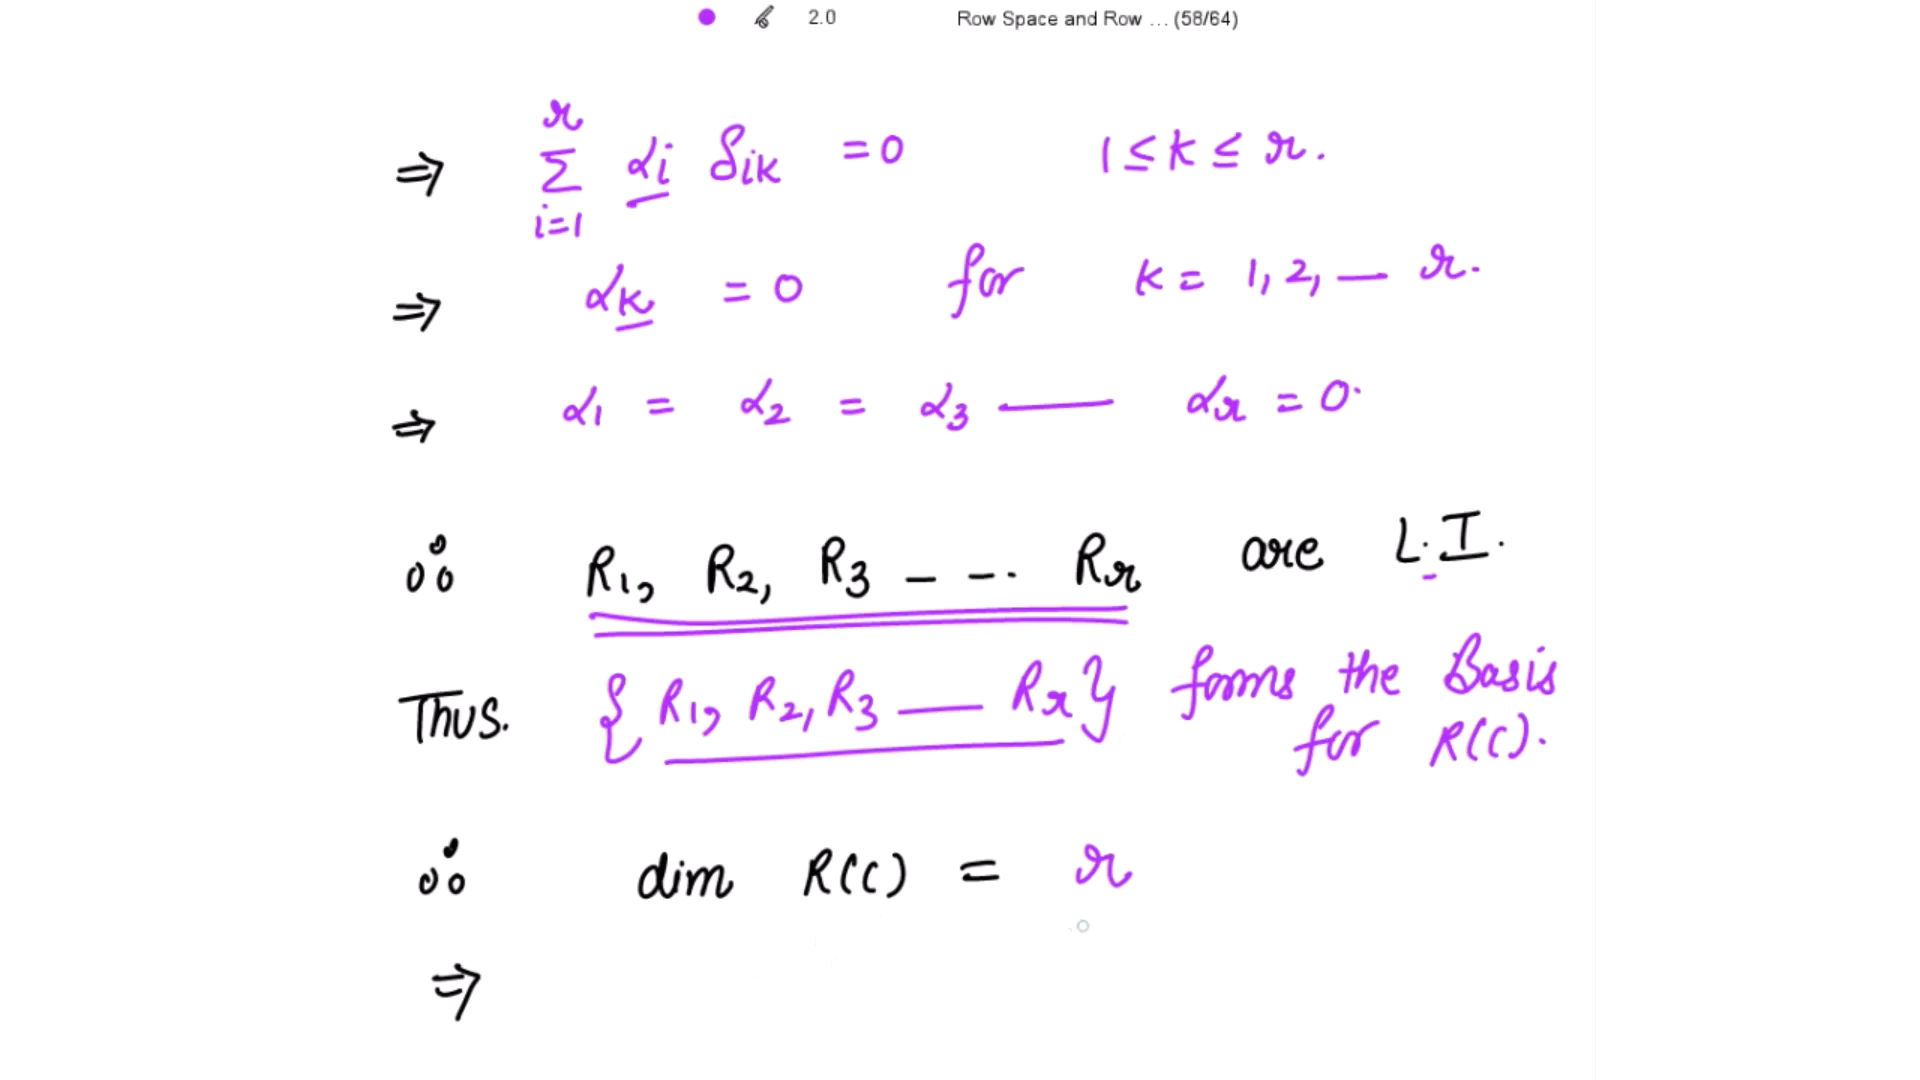 2.0 Row Space and Row ... (58/64)
⇒ r Σ i=1 αi δik = 0 1 ≤ k ≤ r.
⇒ αk = 0 for k = 1, 2, — r.
⇒ α1 = α2 = α3 —— αr = 0.
∴ R1, R2, R3 - - - . Rr are L.I.
Thus. { R1, R2, R3 —— Rr } forms the Basis
for R(C).
∴ dim R(C) = r
⇒